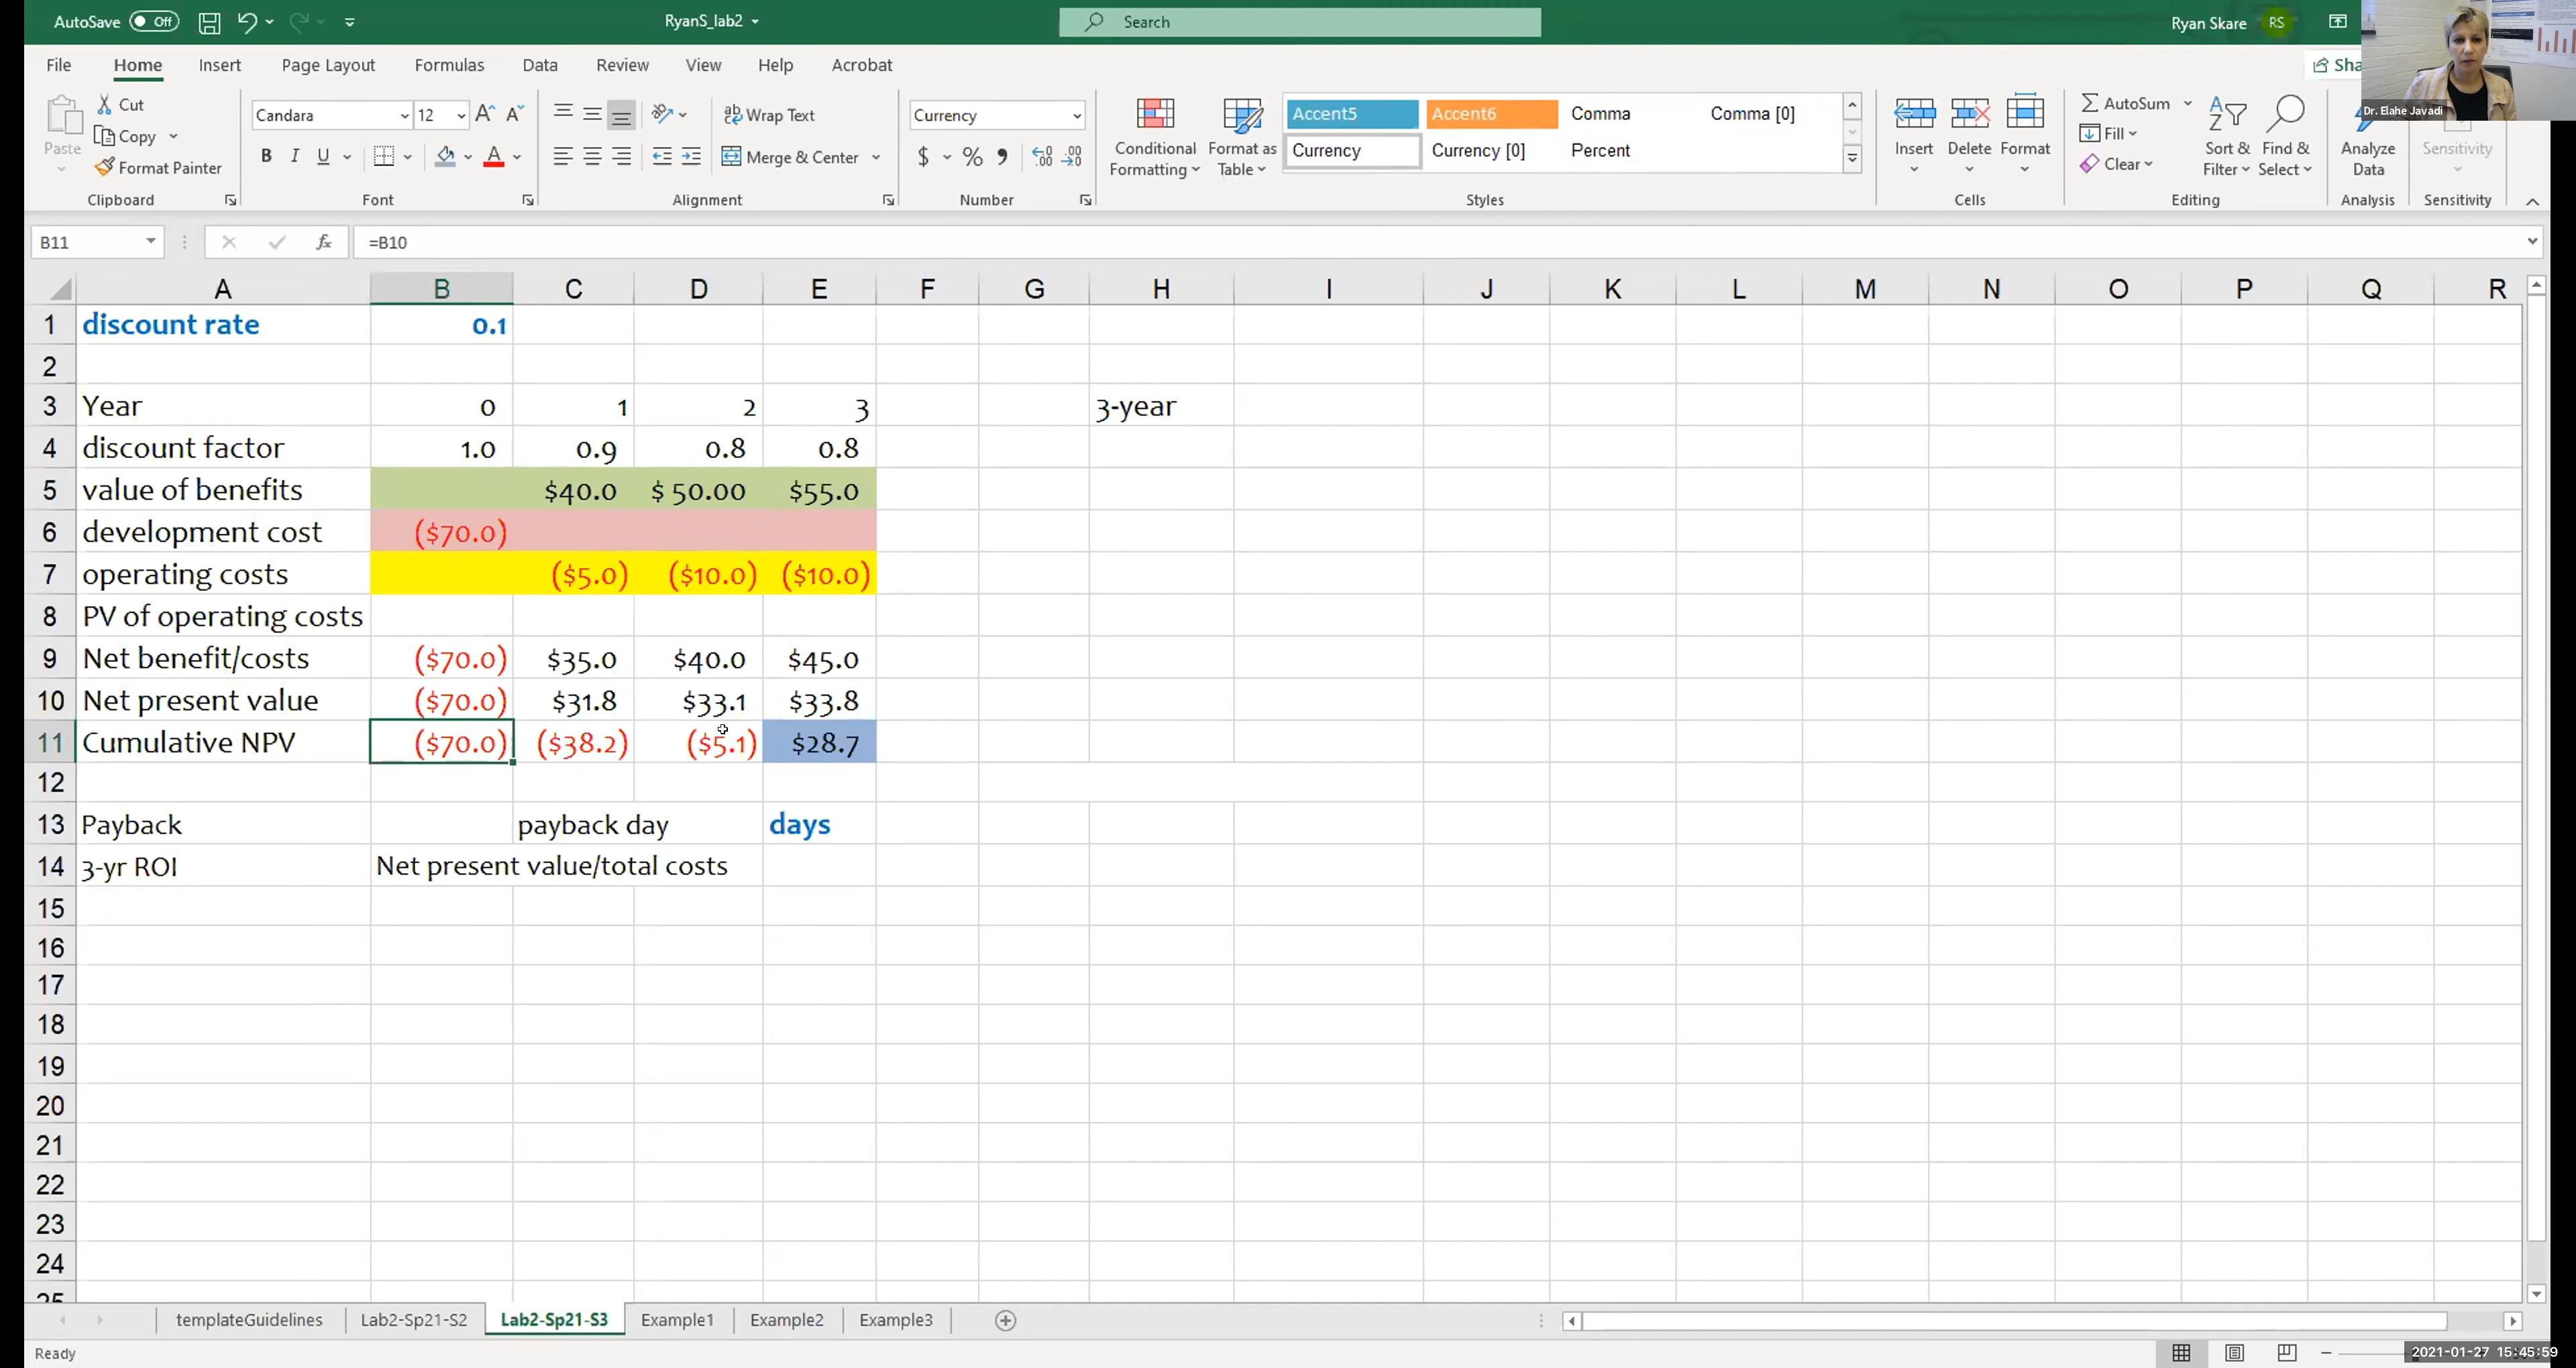 AutoSave Off RyanS_lab2 Search Ryan Skare RS
File Home Insert Page Layout Formulas Data Review View Help Acrobat Sha
Dr. Elahe Javadi
Paste Cut Copy Format Painter
Candara 12
B I U
Wrap Text
Merge & Center
Currency
$ % 9
Conditional Formatting
Format as Table
Accent5 Accent6 Comma Comma [0]
Currency Currency [0] Percent
Insert Delete Format
AutoSum
Fill
Clear
Sort & Filter
Find & Select
Analyze Data
Sensitivity
Clipboard Font Alignment Number Styles Cells Editing Analysis Sensitivity
B11 fx =B10
A B C D E F G H I J K L M N O P Q R
1 discount rate 0.1
2
3 Year 0 1 2 3 3-year
4 discount factor 1.0 0.9 0.8 0.8
5 value of benefits $40.0 $ 50.00 $55.0
6 development cost ($70.0)
7 operating costs ($5.0) ($10.0) ($10.0)
8 PV of operating costs
9 Net benefit/costs ($70.0) $35.0 $40.0 $45.0
10 Net present value ($70.0) $31.8 $33.1 $33.8
11 Cumulative NPV ($70.0) ($38.2) ($5.1) $28.7
12
13 Payback payback day days
14 3-yr ROI Net present value/total costs
15
16
17
18
19
20
21
22
23
24
25
templateGuidelines Lab2-Sp21-S2 Lab2-Sp21-S3 Example1 Example2 Example3
Ready 2021-01-27 15:45:59